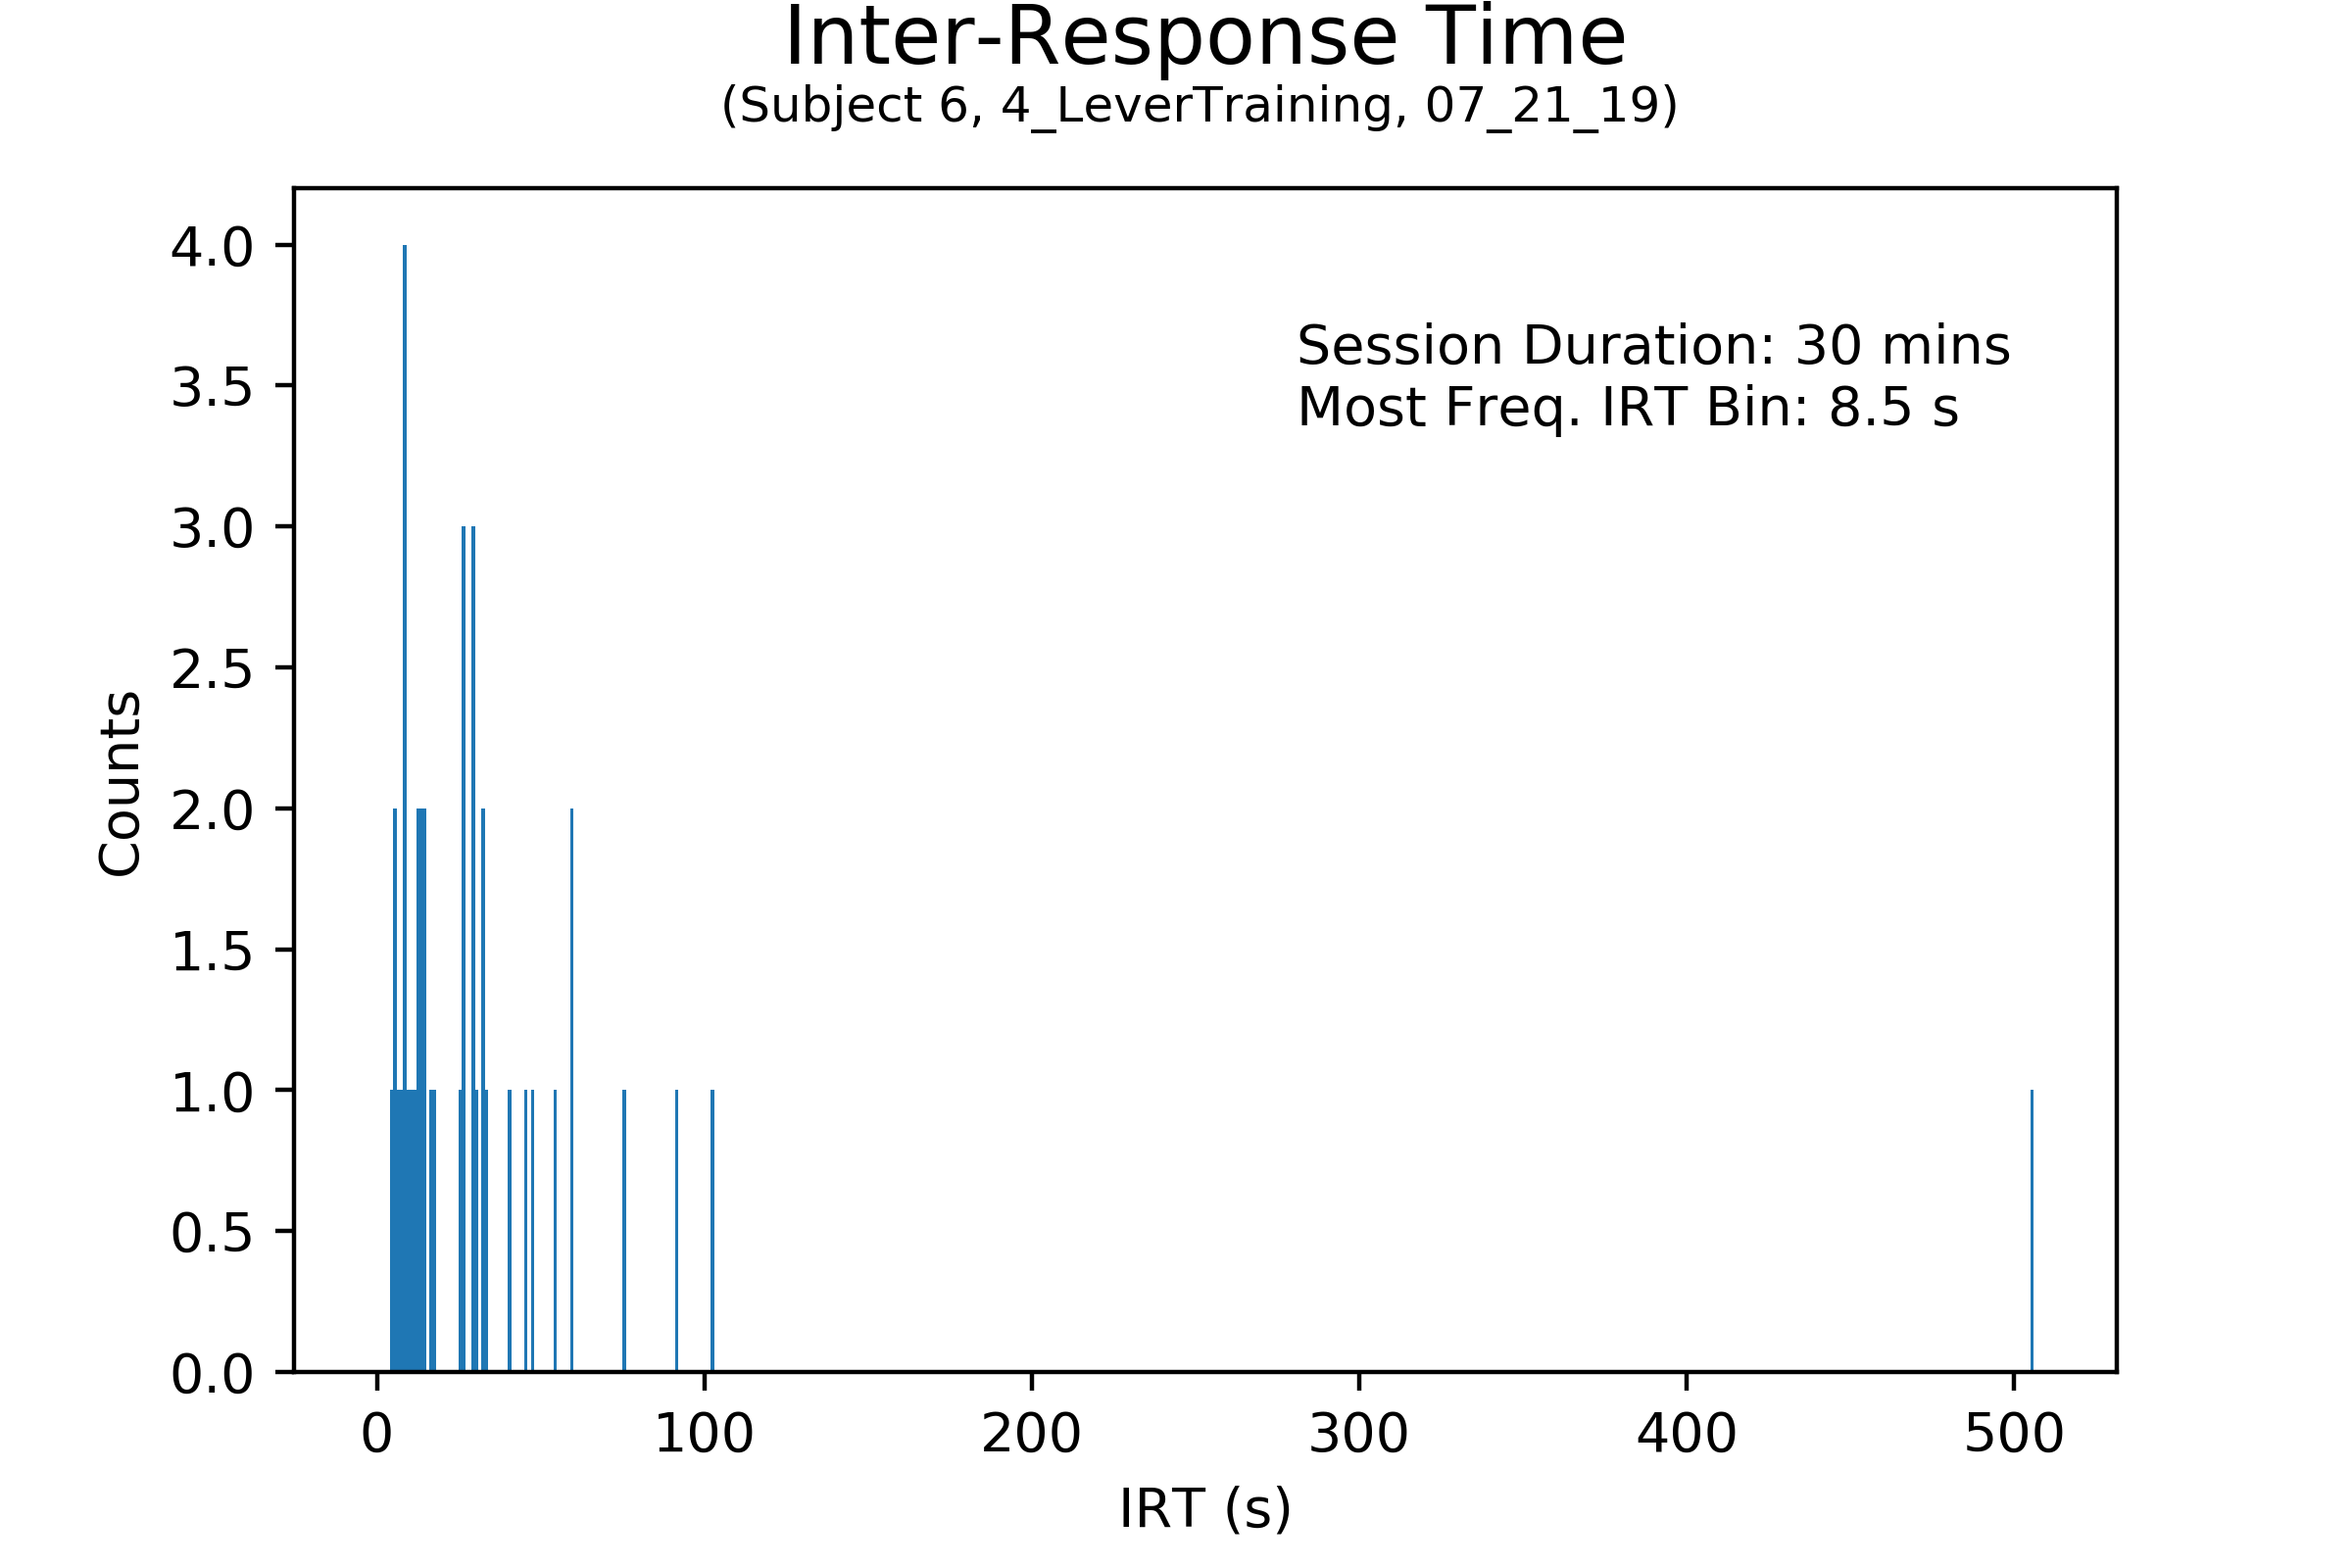 Inter-Response Time
(Subject 6, 4_LeverTraining, 07_21_19)
Session Duration: 30 mins
Most Freq. IRT Bin: 8.5 s
Counts
4.0
3.5
3.0
2.5
2.0
1.5
1.0
0.5
0.0
0 100 200 300 400 500
IRT (s)